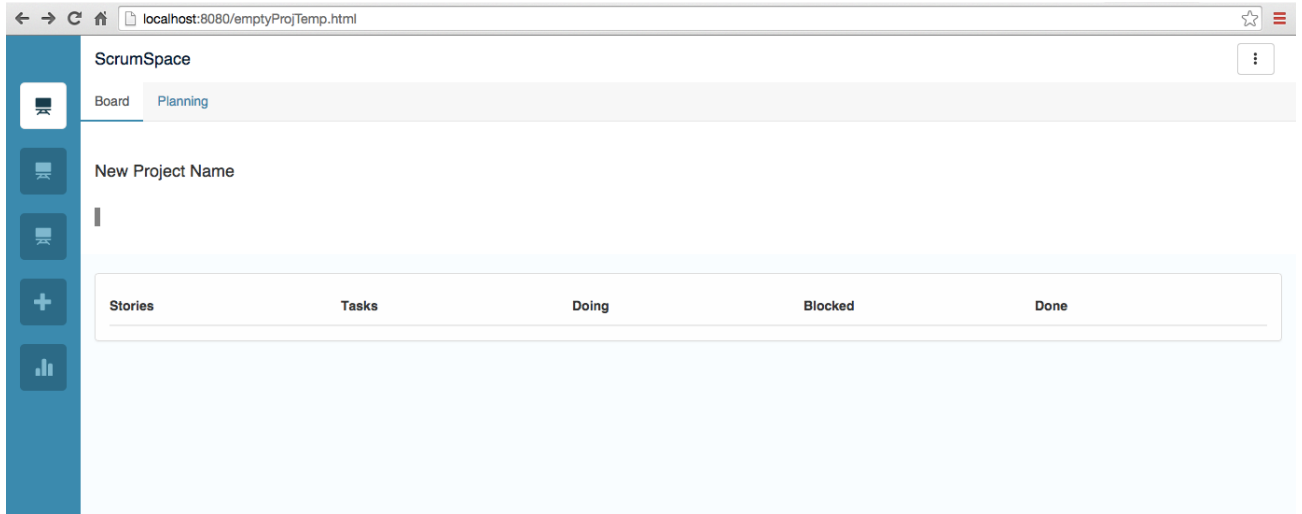 localhost:8080/emptyProjTemp.html
ScrumSpace
Board Planning
New Project Name
Stories Tasks Doing Blocked Done